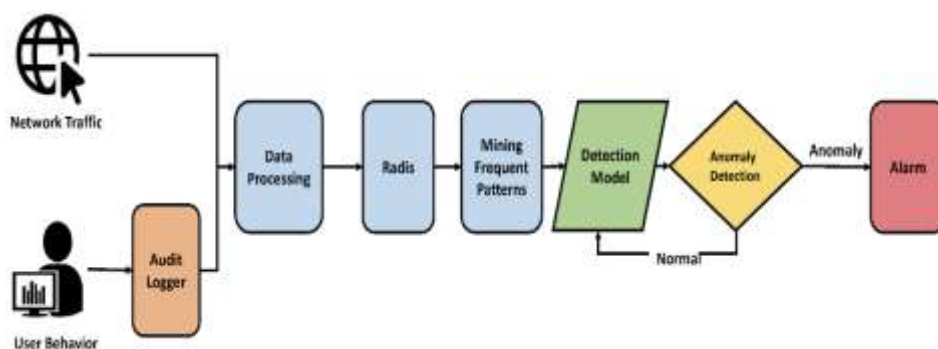 Network Traffic
User Behavior
Audit
Logger
Data
Processing
Radis
Mining
Frequent
Patterns
Detection
Model
Anomaly
Detection
Normal
Anomaly
Alarm